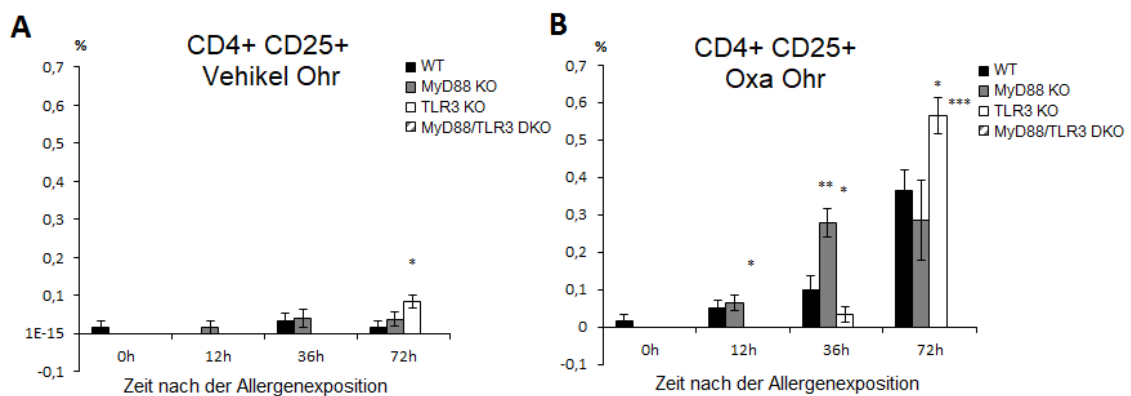 A
CD4+ CD25+
Vehikel Ohr
%
0,7
0,6
0,5
0,4
0,3
0,2
0,1
1E-15
-0,1
WT
MyD88 KO
TLR3 KO
MyD88/TLR3 DKO
*
0h 12h 36h 72h
Zeit nach der Allergenexposition
B
CD4+ CD25+
Oxa Ohr
%
0,7
0,6
0,5
0,4
0,3
0,2
0,1
0
-0,1
WT
MyD88 KO
TLR3 KO
MyD88/TLR3 DKO
* ** * * ***
0h 12h 36h 72h
Zeit nach der Allergenexposition